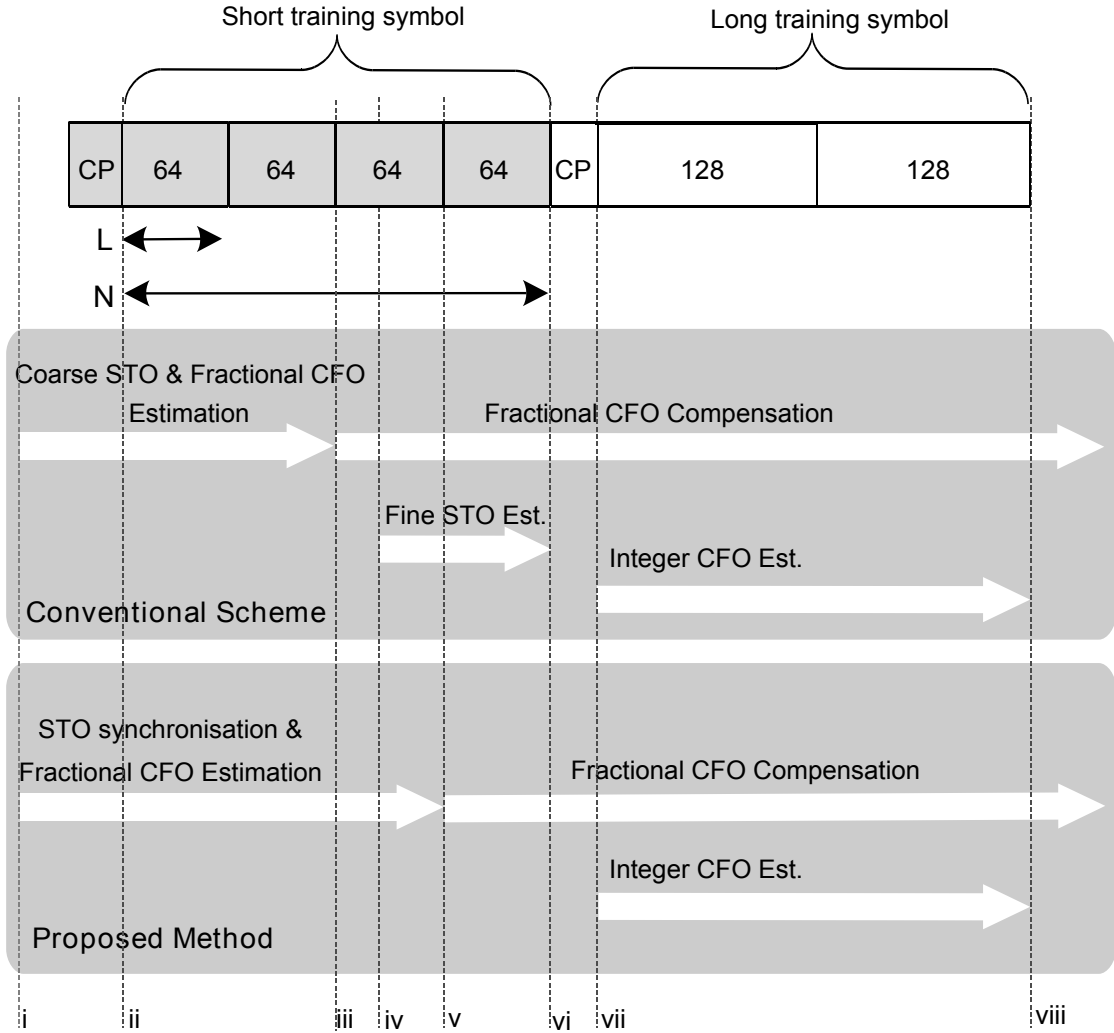 Short training symbol
Long training symbol
CP 64 64 64 64 CP 128 128
L
N
Coarse STO & Fractional CFO
Estimation
Fractional CFO Compensation
Fine STO Est.
Integer CFO Est.
Conventional Scheme
STO synchronisation &
Fractional CFO Estimation
Fractional CFO Compensation
Integer CFO Est.
Proposed Method
i ii iii iv v vi vii viii